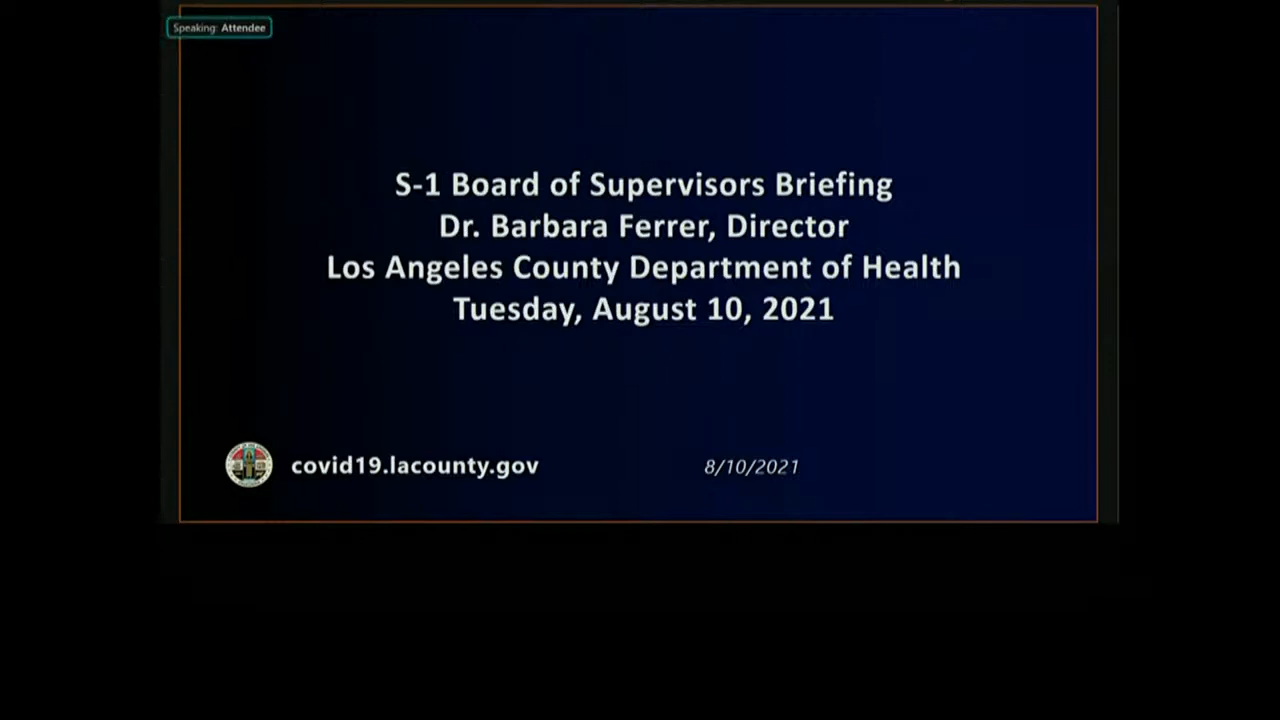 Speaking: Attendee
S-1 Board of Supervisors Briefing
Dr. Barbara Ferrer, Director
Los Angeles County Department of Health
Tuesday, August 10, 2021
covid19.lacounty.gov
8/10/2021